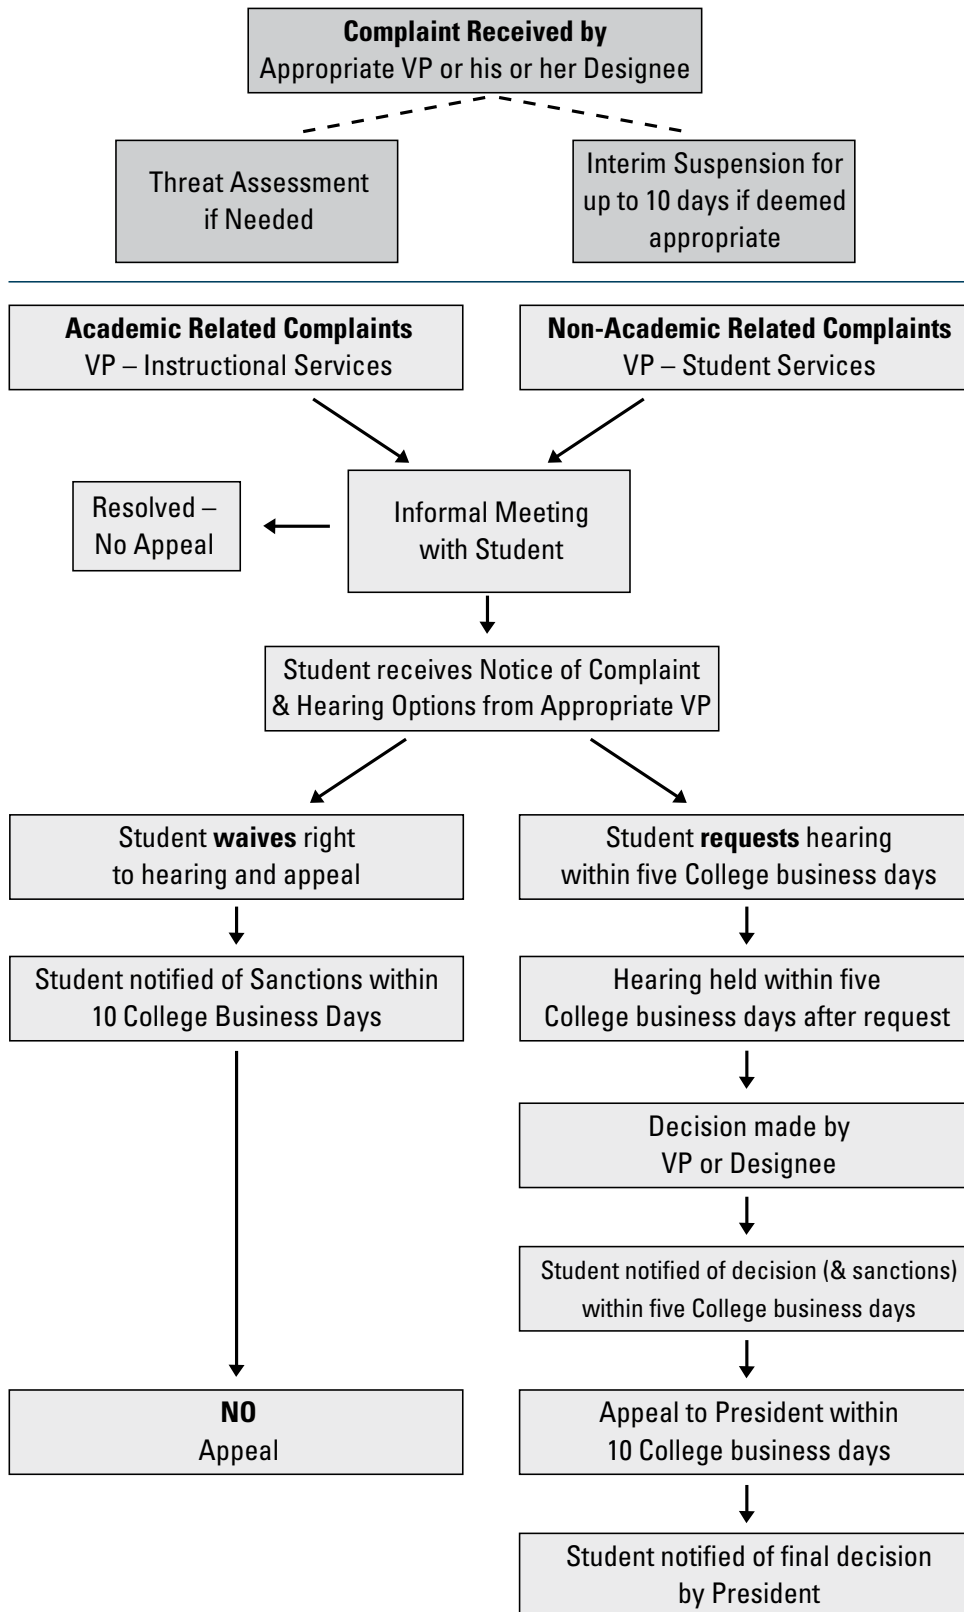 Complaint Received by
Appropriate VP or his or her Designee
Threat Assessment
if Needed
Interim Suspension for
up to 10 days if deemed
appropriate
Academic Related Complaints
VP – Instructional Services
Non-Academic Related Complaints
VP – Student Services
Resolved –
No Appeal
Informal Meeting
with Student
Student receives Notice of Complaint
& Hearing Options from Appropriate VP
Student waives right
to hearing and appeal
Student requests hearing
within five College business days
Student notified of Sanctions within
10 College Business Days
Hearing held within five
College business days after request
Decision made by
VP or Designee
Student notified of decision (& sanctions)
within five College business days
NO
Appeal
Appeal to President within
10 College business days
Student notified of final decision
by President